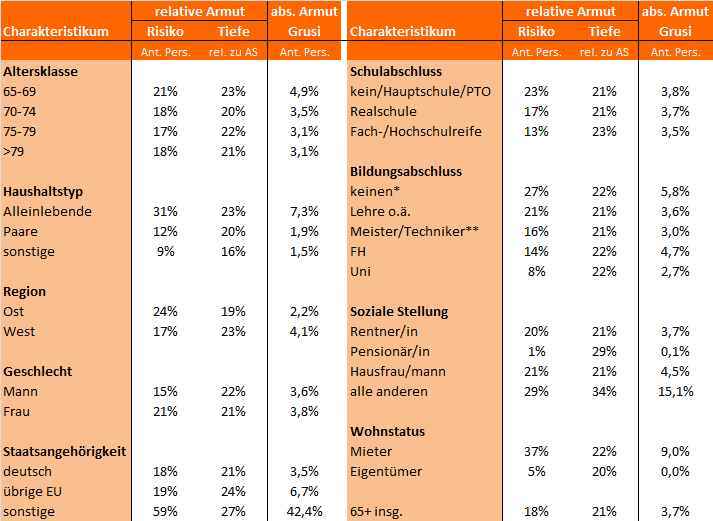 relative Armut abs. Armut
Charakteristikum Risiko Tiefe Grusi
Ant. Pers. rel. zu AS Ant. Pers.
Altersklasse
65-69 21% 23% 4,9%
70-74 18% 20% 3,5%
75-79 17% 22% 3,1%
>79 18% 21% 3,1%
Haushaltstyp
Alleinlebende 31% 23% 7,3%
Paare 12% 20% 1,9%
sonstige 9% 16% 1,5%
Region
Ost 24% 19% 2,2%
West 17% 23% 4,1%
Geschlecht
Mann 15% 22% 3,6%
Frau 21% 21% 3,8%
Staatsangehörigkeit
deutsch 18% 21% 3,5%
übrige EU 19% 24% 6,7%
sonstige 59% 27% 42,4%
relative Armut abs. Armut
Charakteristikum Risiko Tiefe Grusi
Ant. Pers. rel. zu AS Ant. Pers.
Schulabschluss
kein/Hauptschule/PTO 23% 21% 3,8%
Realschule 17% 21% 3,7%
Fach-/Hochschulreife 13% 23% 3,5%
Bildungsabschluss
keinen* 27% 22% 5,8%
Lehre o.ä. 21% 21% 3,6%
Meister/Techniker** 16% 21% 3,0%
FH 14% 22% 4,7%
Uni 8% 22% 2,7%
Soziale Stellung
Rentner/in 20% 21% 3,7%
Pensionär/in 1% 29% 0,1%
Hausfrau/mann 21% 21% 4,5%
alle anderen 29% 34% 15,1%
Wohnstatus
Mieter 37% 22% 9,0%
Eigentümer 5% 20% 0,0%
65+ insg. 18% 21% 3,7%